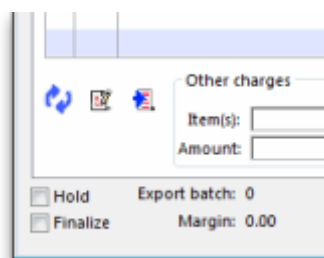 Other charges
Item(s):
Amount:
Hold Export batch: 0
Finalize Margin: 0.00